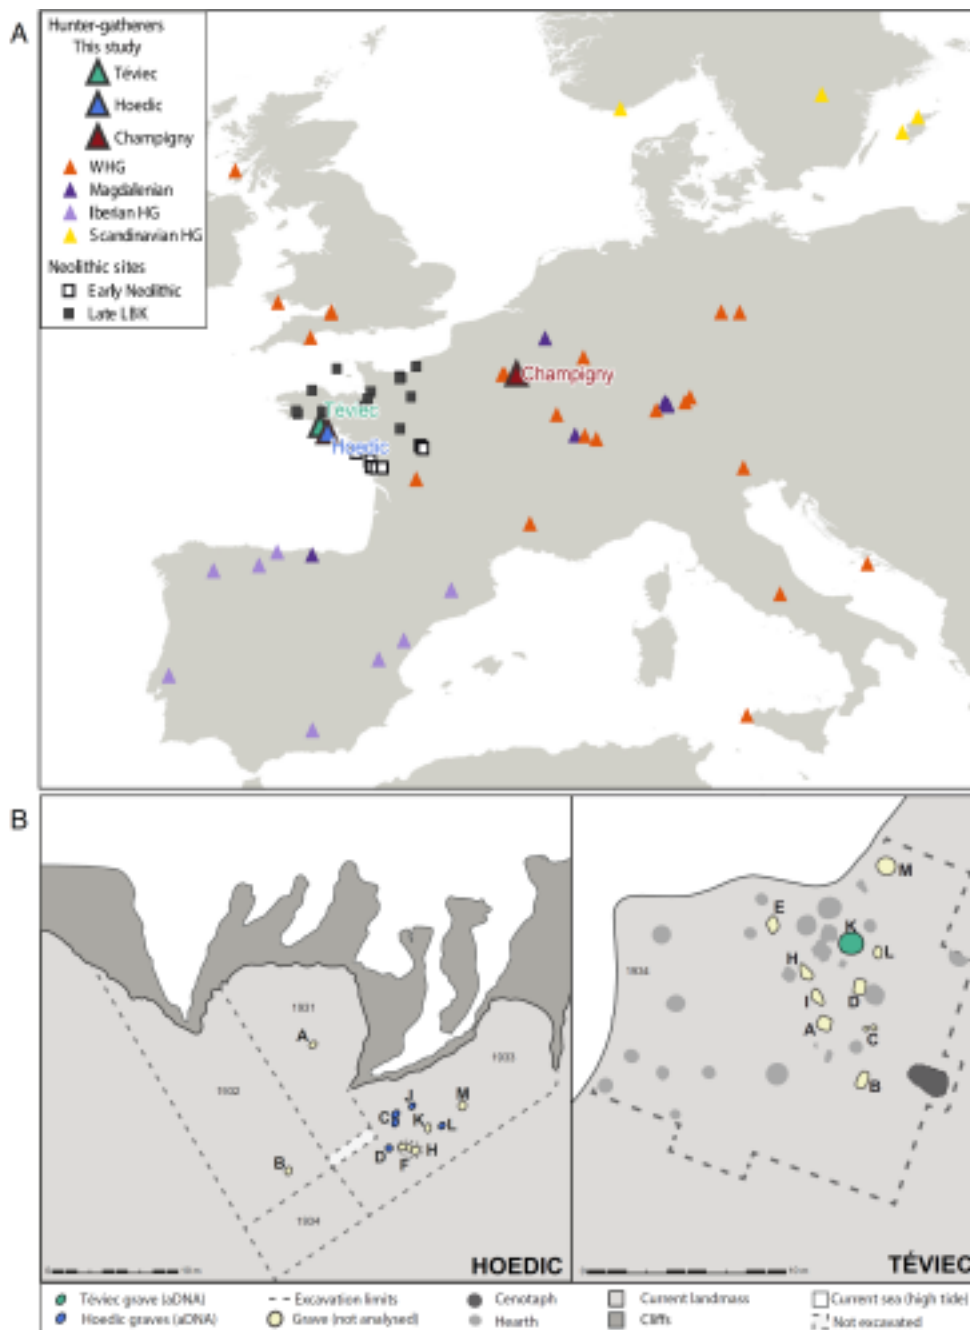 A
Hunter-gatherers
This study
Téviec
Hoedic
Champigny
WHG
Magdalenian
Iberian HG
Scandinavian HG
Neolithic sites
Early Neolithic
Late LBK
Champigny
Téviec
Hoedic
B
1931
A
1932
1933
J
M
C
K
L
D
F
H
B
1934
HOEDIC
10 m
M
E
K
L
1934
H
I
D
A
C
B
TÉVIEC
10 m
Téviec grave (aDNA)
Excavation limits
Cenotaph
Current landmass
Current sea (high tide)
Hoedic graves (aDNA)
Grave (not analysed)
Hearth
Cliffs
Not excavated